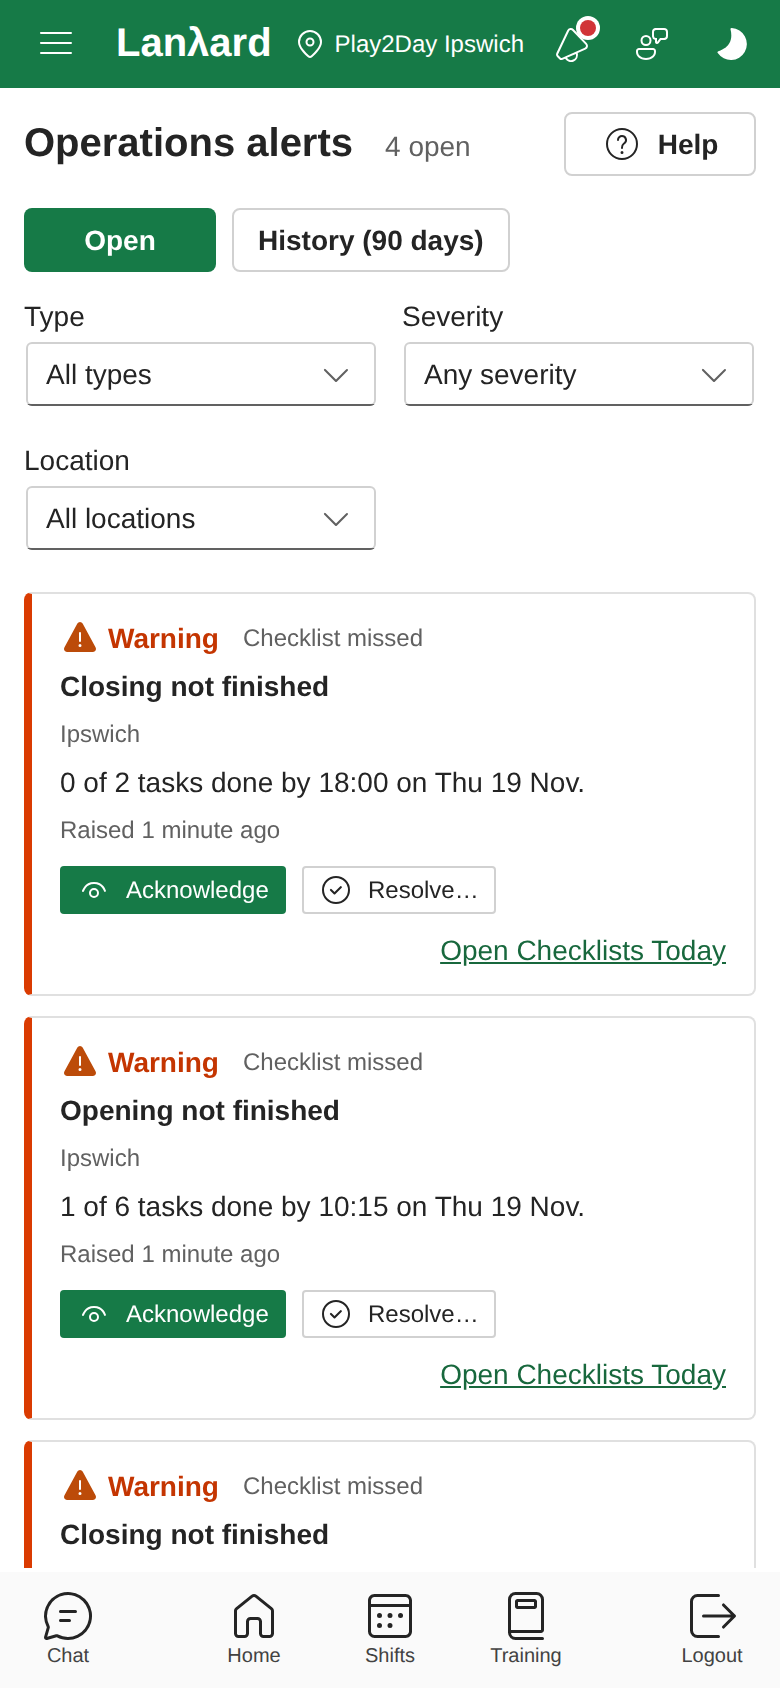 Lanλard Play2Day Ipswich
Operations alerts 4 open Help
Open History (90 days)
Type Severity
All types Any severity
Location
All locations
Warning Checklist missed
Closing not finished
Ipswich
0 of 2 tasks done by 18:00 on Thu 19 Nov.
Raised 1 minute ago
Acknowledge Resolve…
Open Checklists Today
Warning Checklist missed
Opening not finished
Ipswich
1 of 6 tasks done by 10:15 on Thu 19 Nov.
Raised 1 minute ago
Acknowledge Resolve…
Open Checklists Today
Warning Checklist missed
Closing not finished
Chat Home Shifts Training Logout